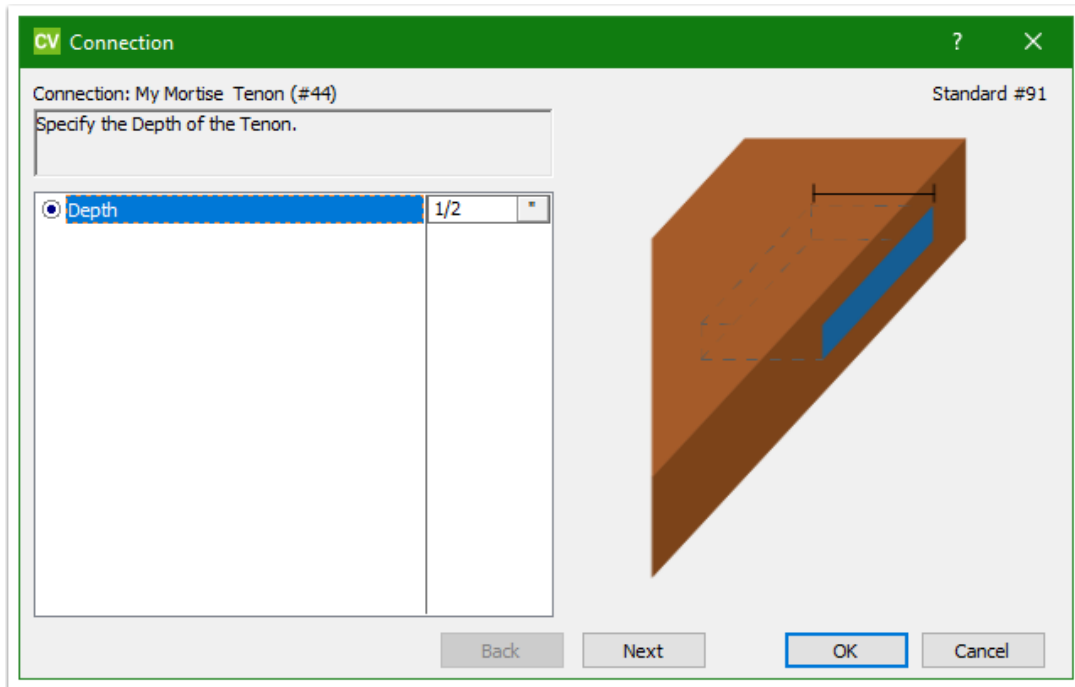 CV Connection ? ×
Connection: My Mortise Tenon (#44)
Standard #91
Specify the Depth of the Tenon.
Depth 1/2 "
Back Next OK Cancel